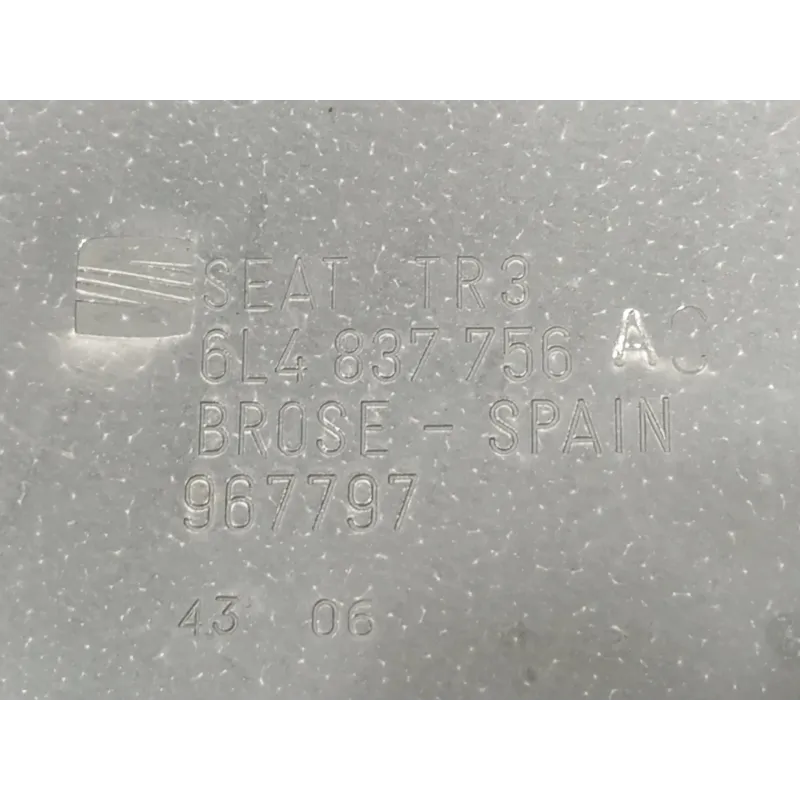 SEAT TR3
6L4 837 756 AC
BROSE - SPAIN
967797
43 06